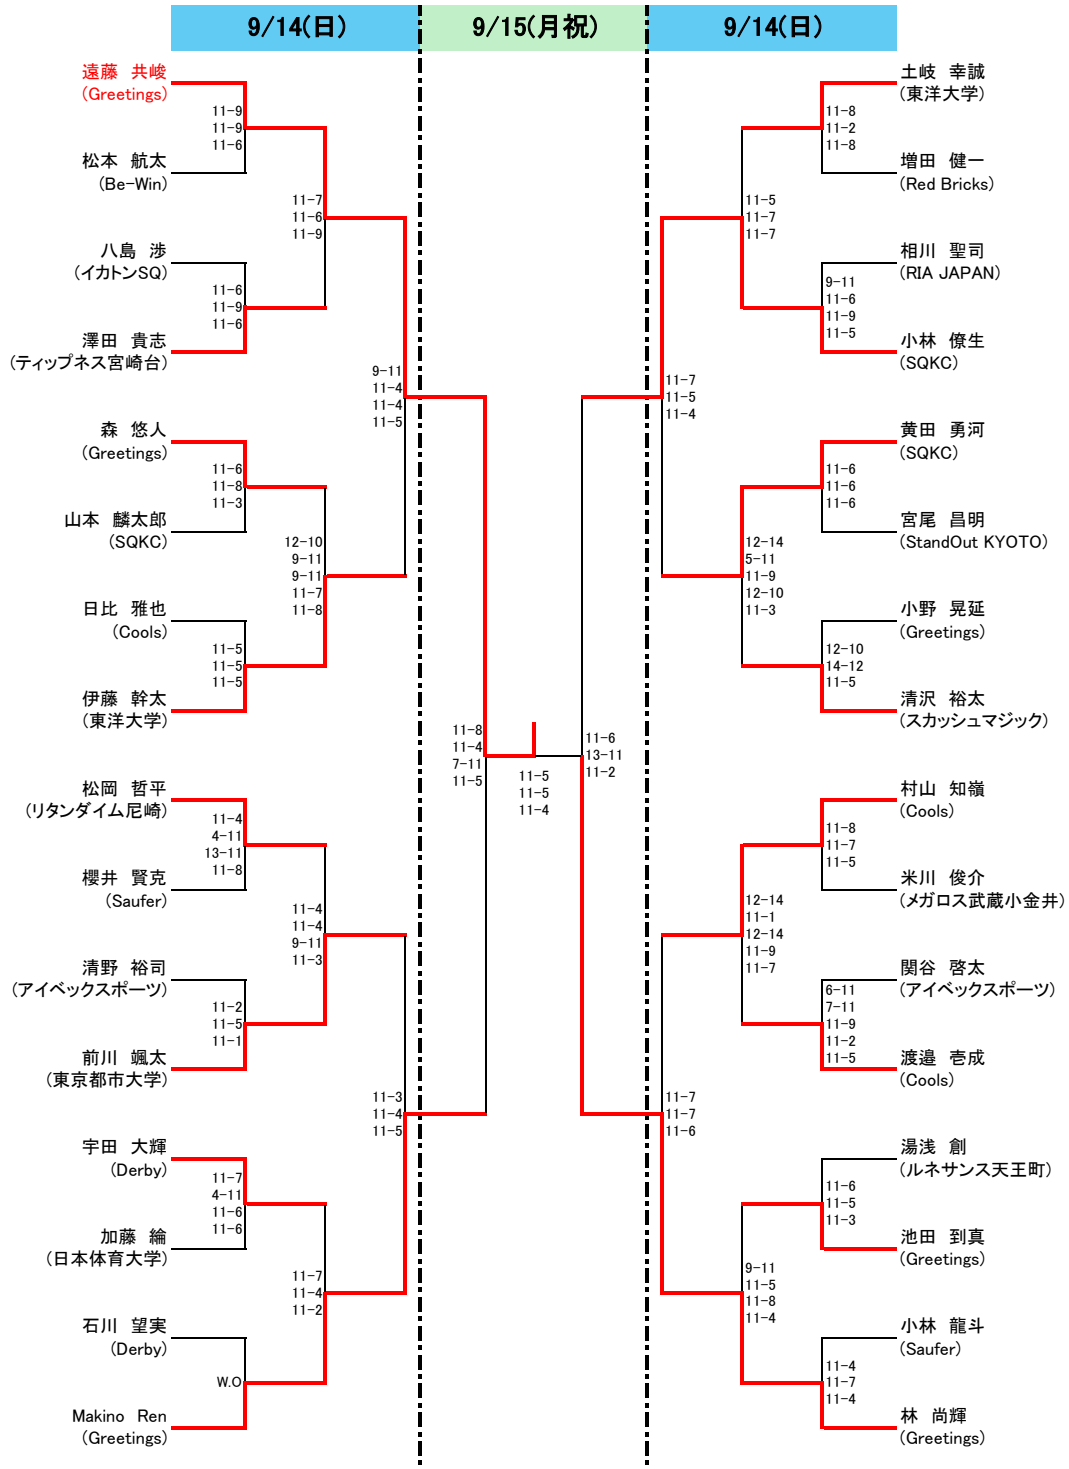 9/14(日)
9/15(月祝)
9/14(日)
遠藤 共峻
(Greetings)
11-9
11-9
11-6
松本 航太
(Be-Win)
11-7
11-6
11-9
八島 渉
(イカトンSQ)
11-6
11-9
11-6
澤田 貴志
(ティップネス宮崎台)
9-11
11-4
11-4
11-5
森 悠人
(Greetings)
11-6
11-8
11-3
山本 麟太郎
(SQKC)
12-10
9-11
9-11
11-7
11-8
日比 雅也
(Cools)
11-5
11-5
11-5
伊藤 幹太
(東洋大学)
11-8
11-4
7-11
11-5
松岡 哲平
(リタンダイム尼崎)
11-4
4-11
13-11
11-8
櫻井 賢克
(Saufer)
11-4
11-4
9-11
11-3
清野 裕司
(アイベックスポーツ)
11-2
11-5
11-1
前川 颯太
(東京都市大学)
11-3
11-4
11-5
宇田 大輝
(Derby)
11-7
4-11
11-6
11-6
加藤 綸
(日本体育大学)
11-7
11-4
11-2
石川 望実
(Derby)
W.O
Makino Ren
(Greetings)
11-5
11-5
11-4
土岐 幸誠
(東洋大学)
11-8
11-2
11-8
増田 健一
(Red Bricks)
11-5
11-7
11-7
相川 聖司
(RIA JAPAN)
9-11
11-6
11-9
11-5
小林 僚生
(SQKC)
11-7
11-5
11-4
黄田 勇河
(SQKC)
11-6
11-6
11-6
宮尾 昌明
(StandOut KYOTO)
12-14
5-11
11-9
12-10
11-3
小野 晃延
(Greetings)
12-10
14-12
11-5
清沢 裕太
(スカッシュマジック)
11-6
13-11
11-2
村山 知嶺
(Cools)
11-8
11-7
11-5
米川 俊介
(メガロス武蔵小金井)
12-14
11-1
12-14
11-9
11-7
関谷 啓太
(アイベックスポーツ)
6-11
7-11
11-9
11-2
11-5
渡邉 壱成
(Cools)
11-7
11-7
11-6
湯浅 創
(ルネサンス天王町)
11-6
11-5
11-3
池田 到真
(Greetings)
9-11
11-5
11-8
11-4
小林 龍斗
(Saufer)
11-4
11-7
11-4
林 尚輝
(Greetings)